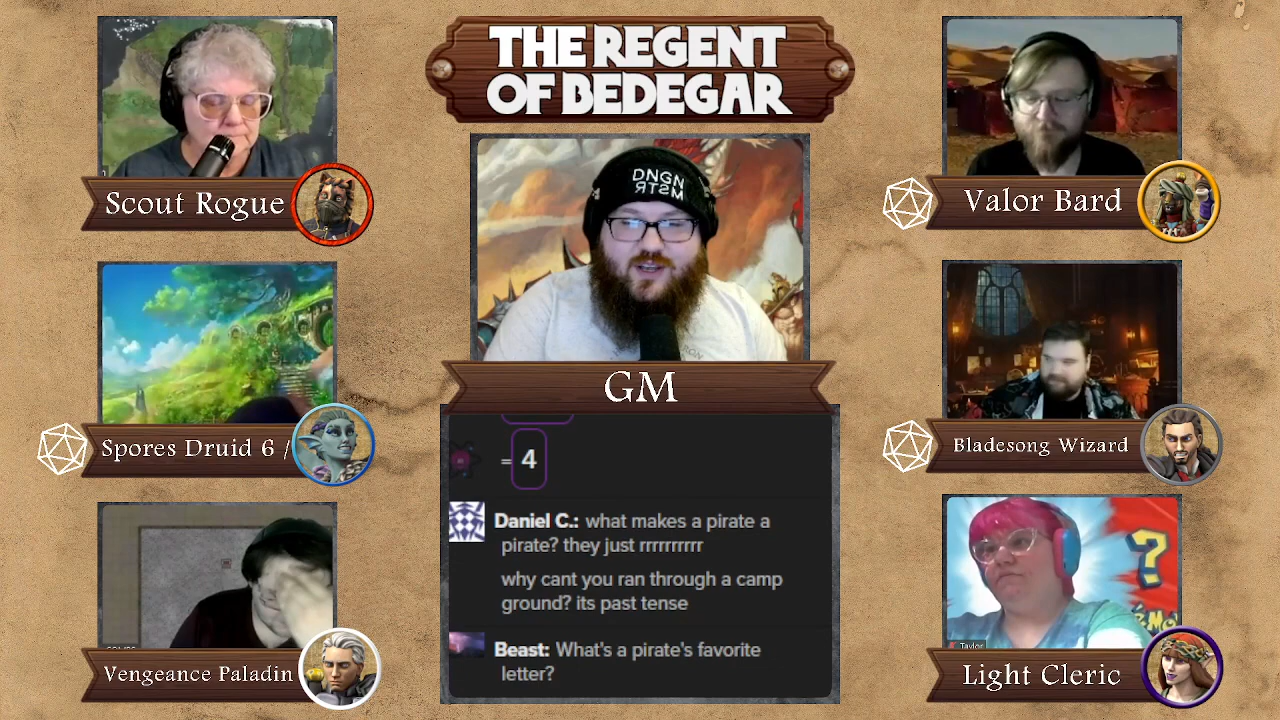 THE REGENT
OF BEDEGAR
DNGN
MSTR
Scout Rogue
Valor Bard
GM
Spores Druid 6 /
Bladesong Wizard
= 4
Daniel C.: what makes a pirate a
pirate? they just rrrrrrrrrr
why cant you ran through a camp
ground? its past tense
Beast: What's a pirate's favorite
letter?
?
Taylor
Vengeance Paladin
Light Cleric